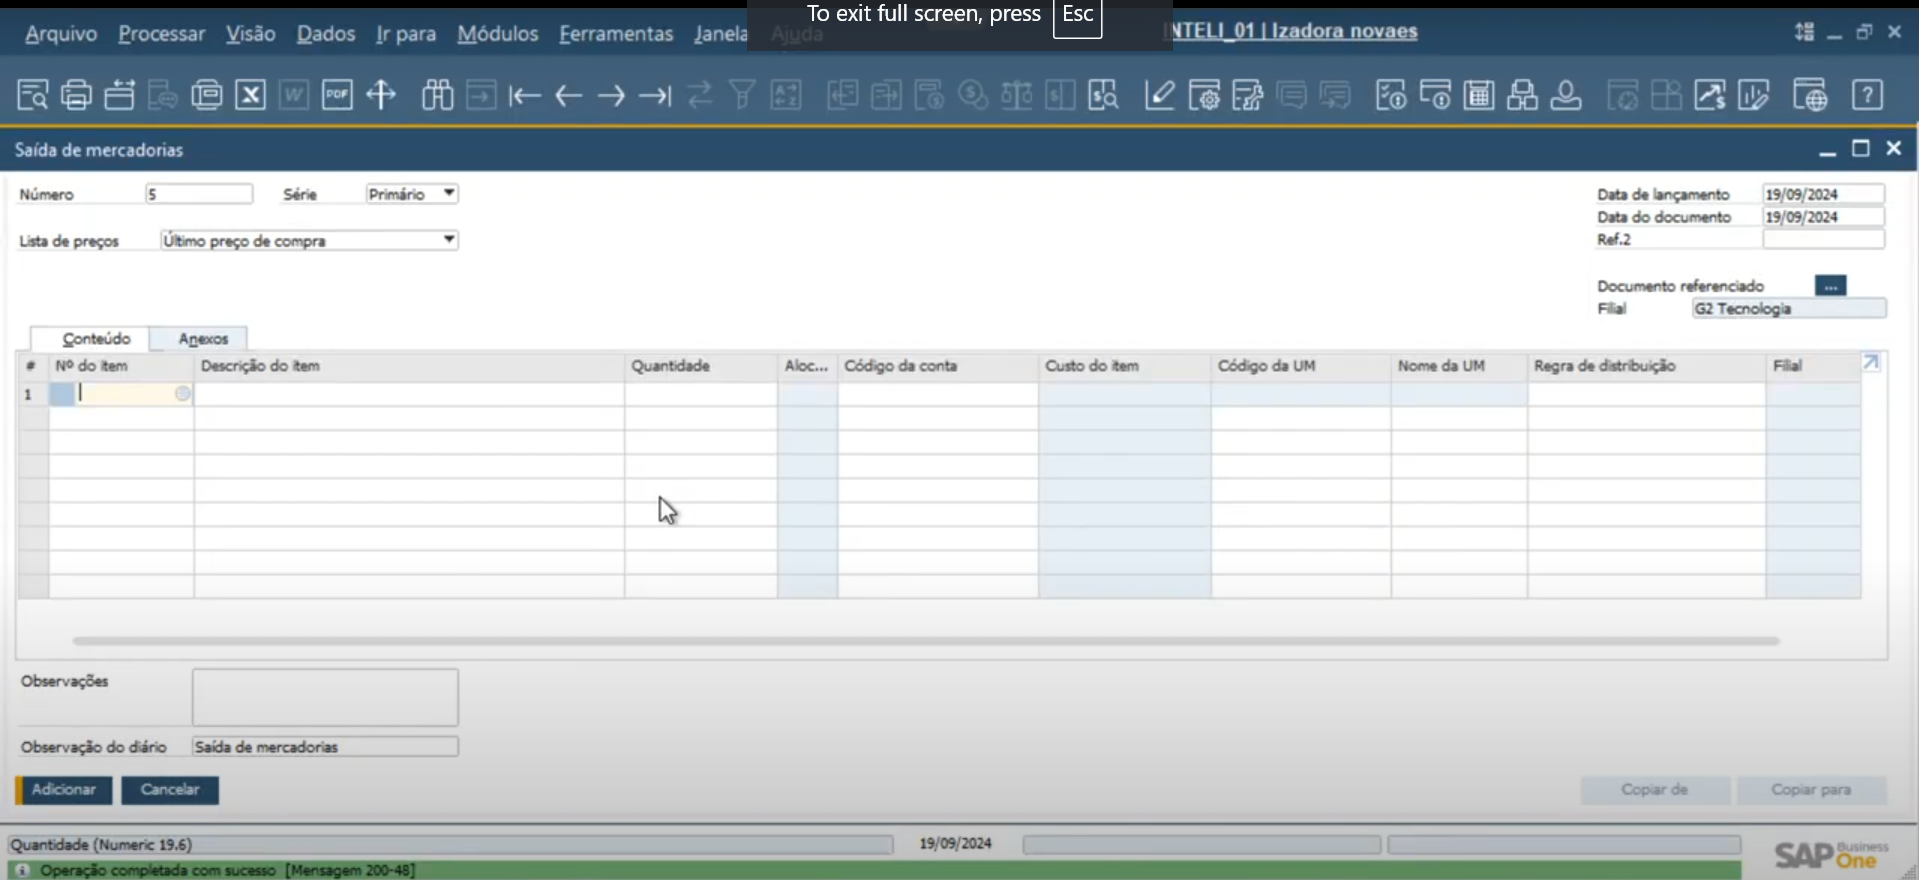 To exit full screen, press Esc
Arquivo Processar Visão Dados Ir para Módulos Ferramentas Janela Ajuda
INTELI_01 | Izadora novaes
W PDF A Z ?
Saída de mercadorias
Número 5 Série Primário
Lista de preços Último preço de compra
Data de lançamento 19/09/2024
Data do documento 19/09/2024
Ref.2
Documento referenciado ...
Filial G2 Tecnologia
Conteúdo Anexos
# Nº do item Descrição do item Quantidade Aloc... Código da conta Custo do item Código da UM Nome da UM Regra de distribuição Filial
1
Observações
Observação do diário Saída de mercadorias
Adicionar Cancelar Copiar de Copiar para
Quantidade (Numeric 19.6) 19/09/2024
SAP Business One
Operação completada com sucesso [Mensagem 200-48]